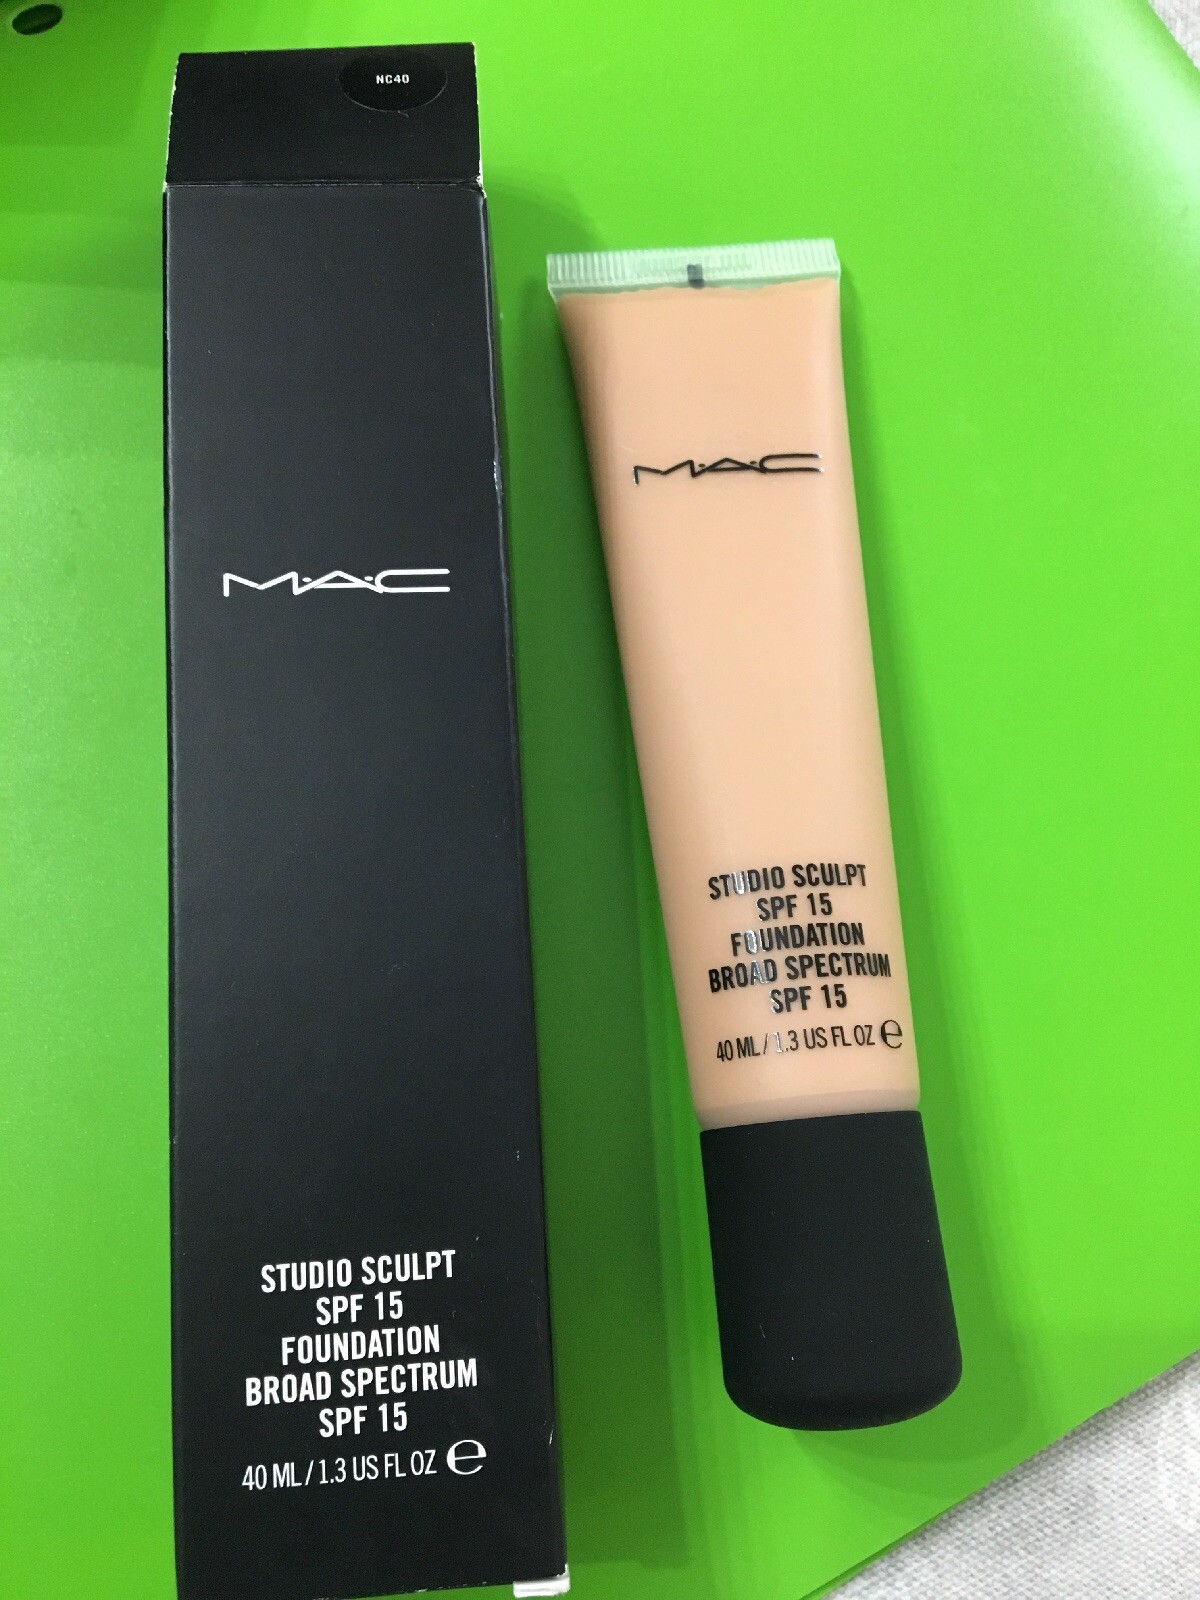 NC40
MAC
STUDIO SCULPT
SPF 15
FOUNDATION
BROAD SPECTRUM
SPF 15
40 ML / 1.3 US FL OZ ℮
M·A·C
STUDIO SCULPT
SPF 15
FOUNDATION
BROAD SPECTRUM
SPF 15
40 ML / 1.3 US FL OZ ℮